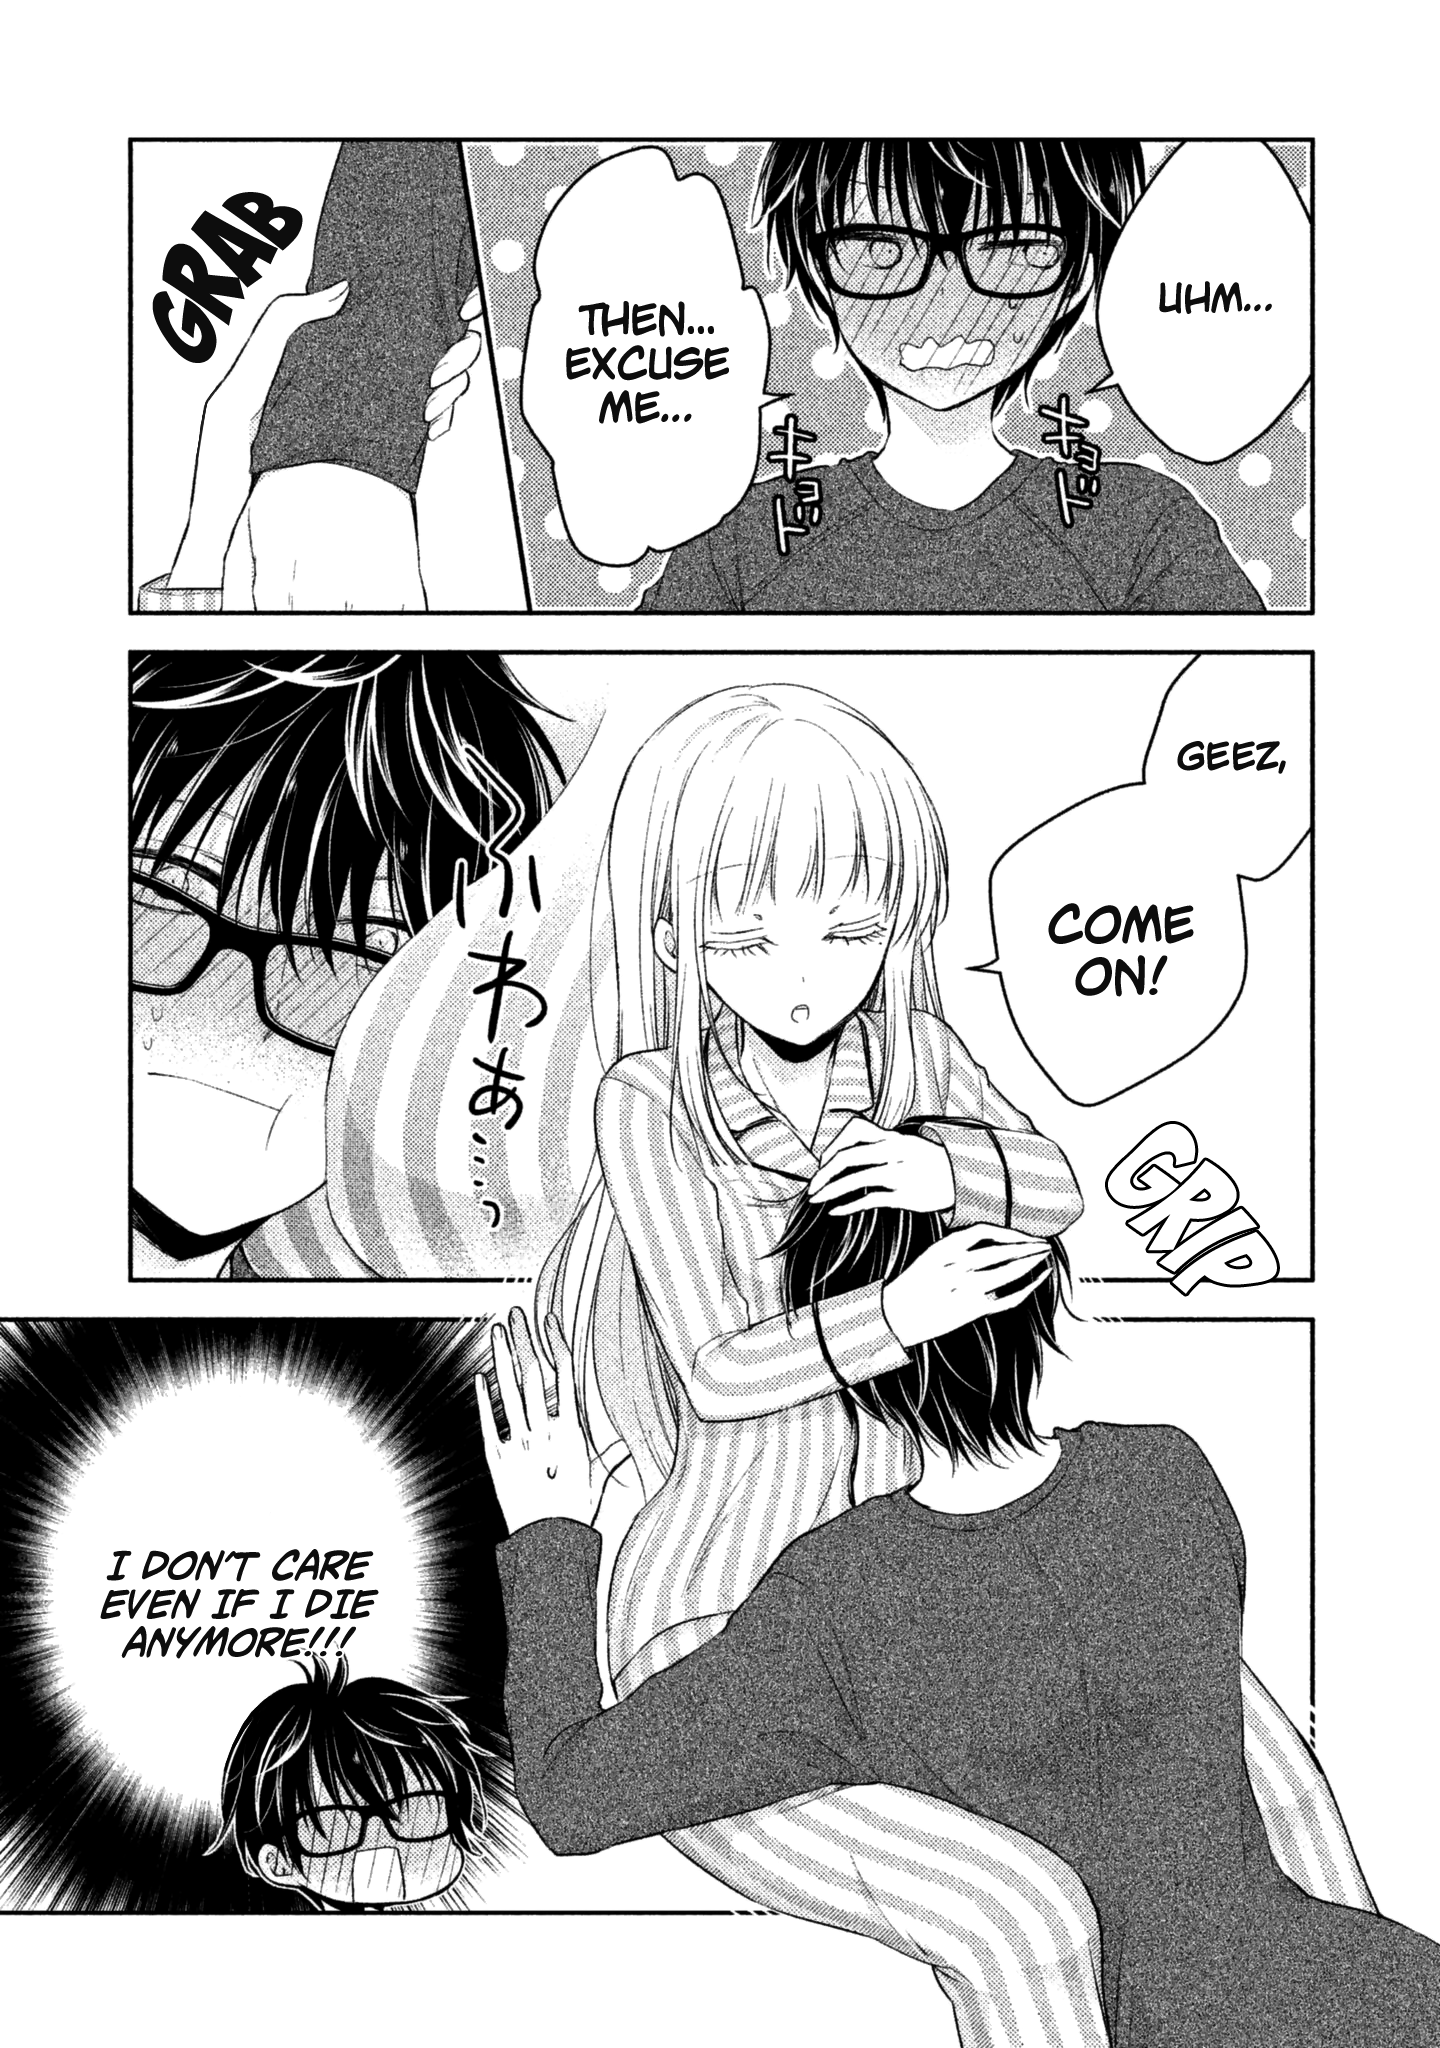 UHM...
キョド
キョド
THEN...
EXCUSE
ME...
GRAB
GEEZ,
COME
ON!
GRIP
ふわぁ...
I DON'T CARE
EVEN IF I DIE
ANYMORE!!!